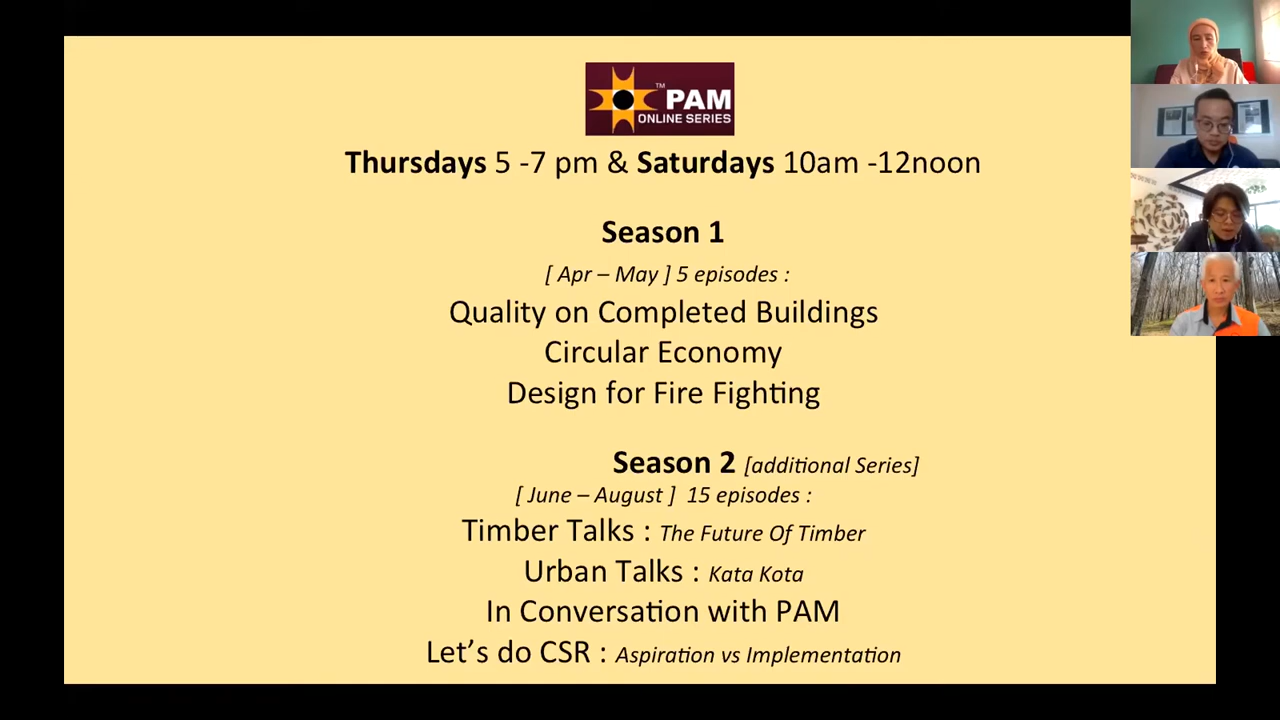 ™ PAM
ONLINE SERIES
Thursdays 5 -7 pm & Saturdays 10am -12noon
Season 1
[ Apr – May ] 5 episodes :
Quality on Completed Buildings
Circular Economy
Design for Fire Fighting
Season 2 [additional Series]
[ June – August ] 15 episodes :
Timber Talks : The Future Of Timber
Urban Talks : Kata Kota
In Conversation with PAM
Let’s do CSR : Aspiration vs Implementation